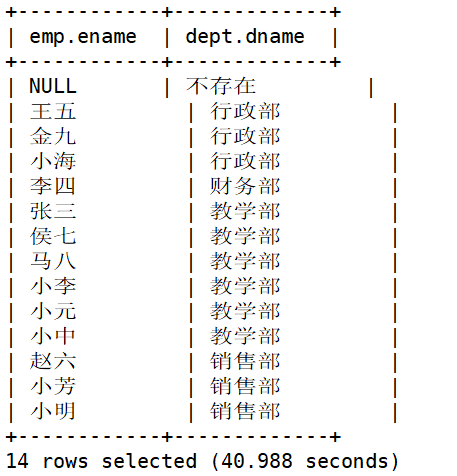 +------------+-------------+
| emp.ename | dept.dname |
+------------+-------------+
| NULL | 不存在 |
| 王五 | 行政部 |
| 金九 | 行政部 |
| 小海 | 行政部 |
| 李四 | 财务部 |
| 张三 | 教学部 |
| 侯七 | 教学部 |
| 马八 | 教学部 |
| 小李 | 教学部 |
| 小元 | 教学部 |
| 小中 | 教学部 |
| 赵六 | 销售部 |
| 小芳 | 销售部 |
| 小明 | 销售部 |
+------------+-------------+
14 rows selected (40.988 seconds)